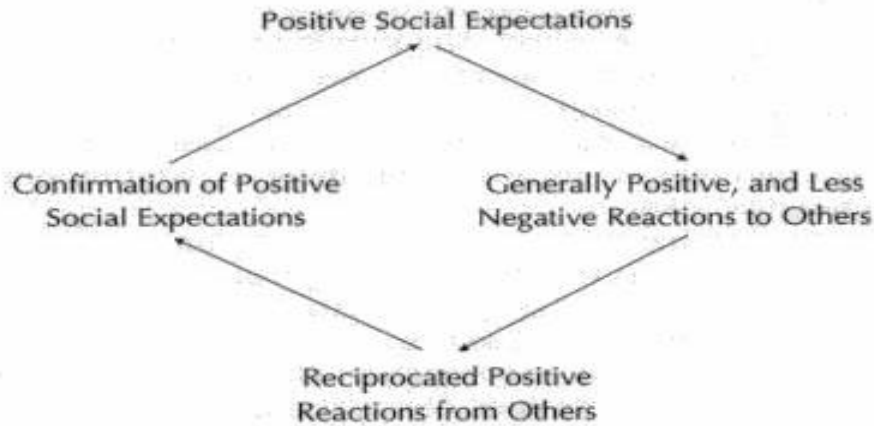 Positive Social Expectations
Confirmation of Positive
Social Expectations
Generally Positive, and Less
Negative Reactions to Others
Reciprocated Positive
Reactions from Others